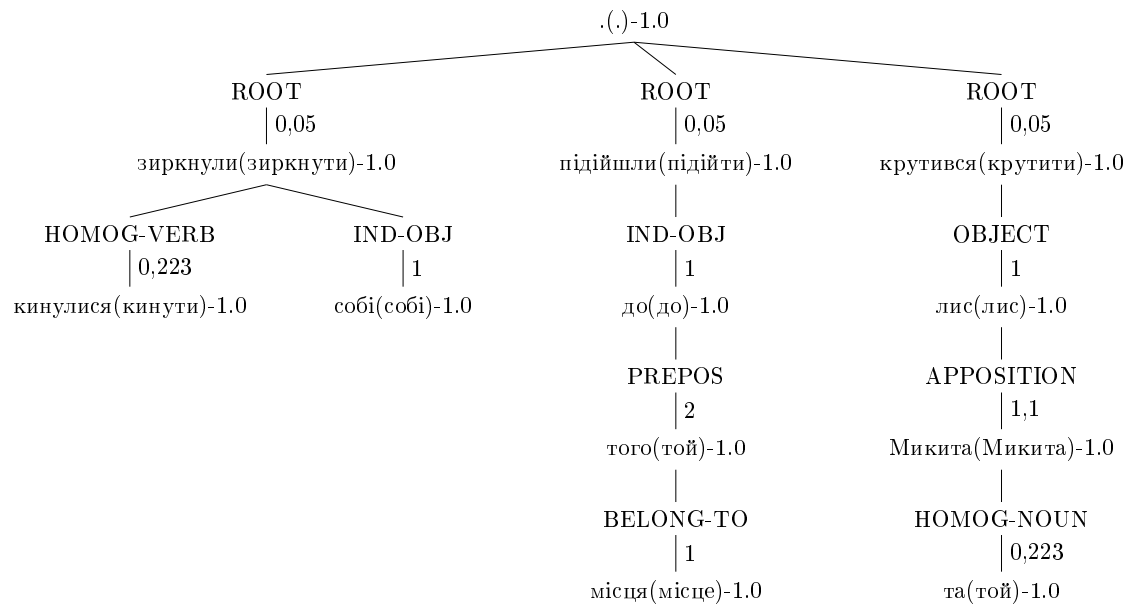 .(.)-1.0
ROOT ROOT ROOT
0,05 0,05 0,05
зиркнули(зиркнути)-1.0 підійшли(підійти)-1.0 крутився(крутити)-1.0
HOMOG-VERB IND-OBJ IND-OBJ OBJECT
0,223 1 1 1
кинулися(кинути)-1.0 собі(собі)-1.0 до(до)-1.0 лис(лис)-1.0
PREPOS APPOSITION
2 1,1
того(той)-1.0 Микита(Микита)-1.0
BELONG-TO HOMOG-NOUN
1 0,223
місця(місце)-1.0 та(той)-1.0